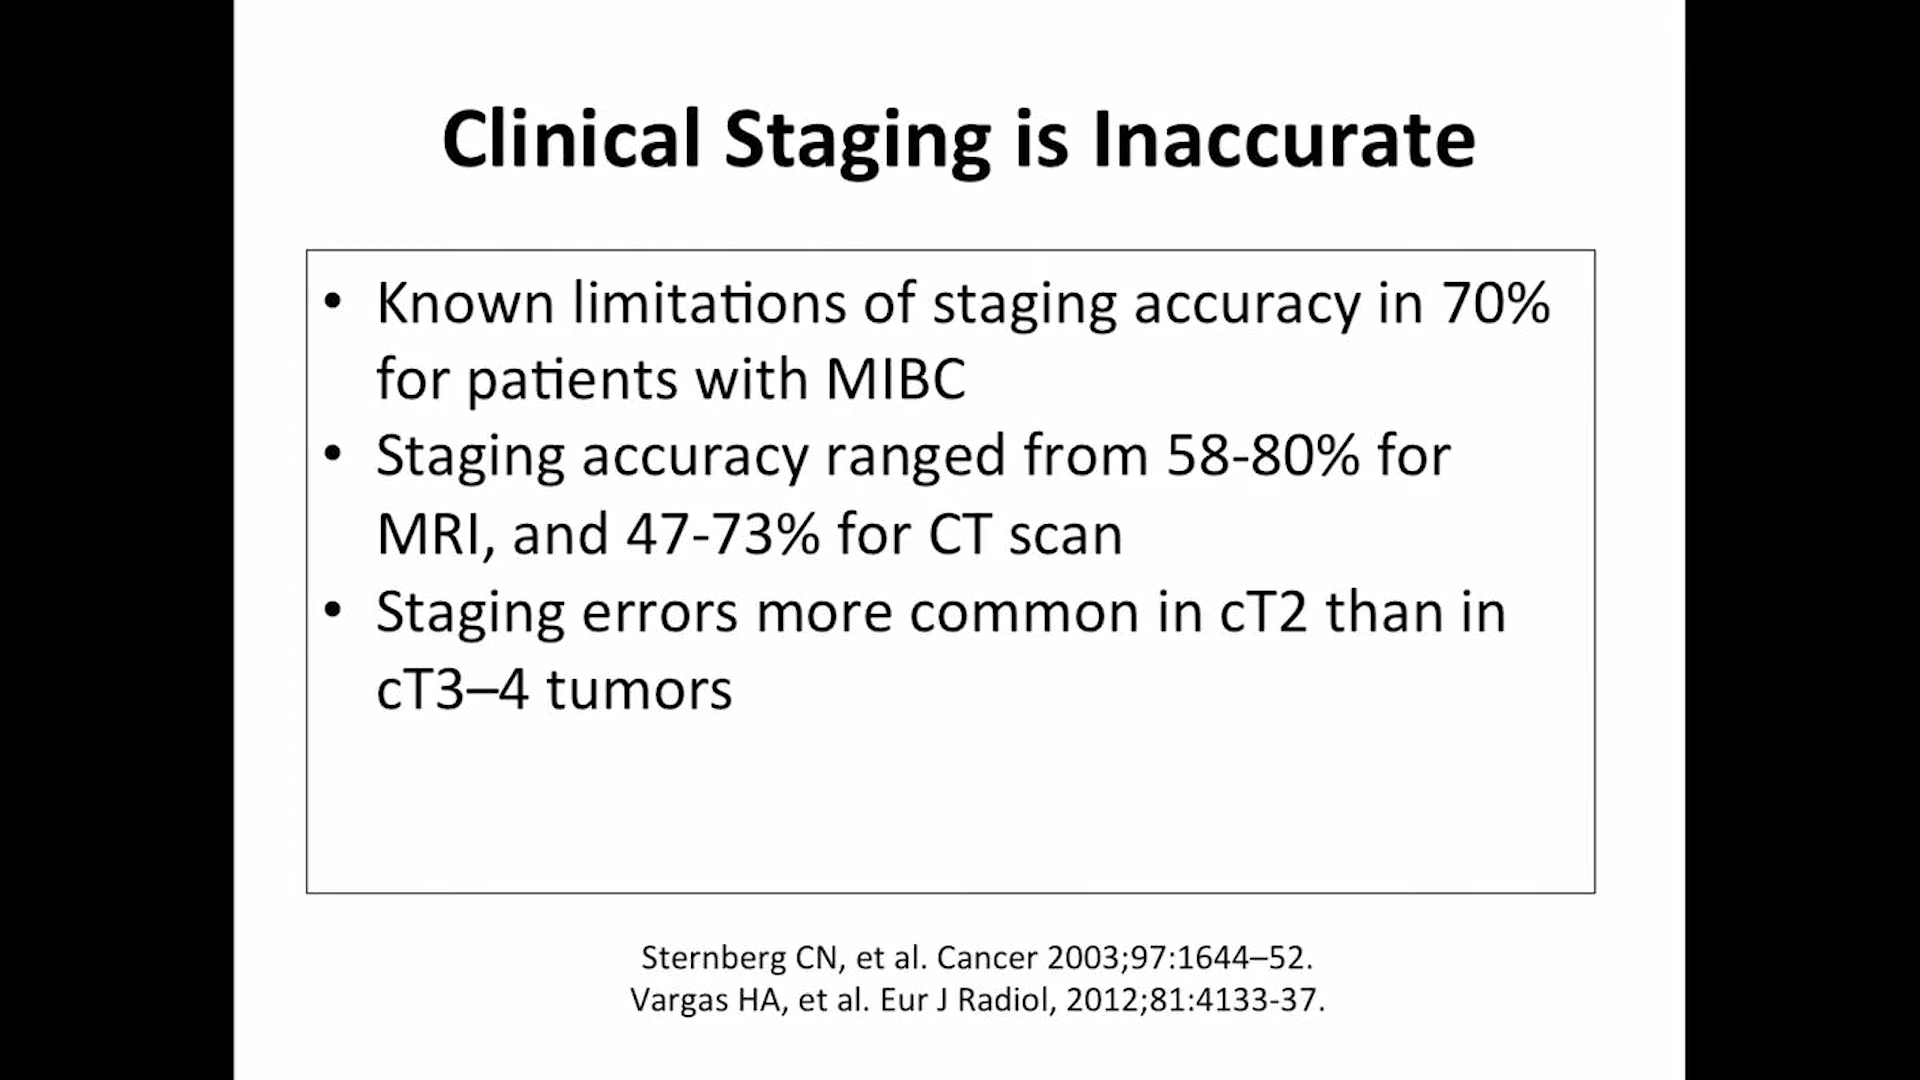 Clinical Staging is Inaccurate
• Known limitations of staging accuracy in 70%
for patients with MIBC
• Staging accuracy ranged from 58-80% for
MRI, and 47-73% for CT scan
• Staging errors more common in cT2 than in
cT3–4 tumors
Sternberg CN, et al. Cancer 2003;97:1644–52.
Vargas HA, et al. Eur J Radiol, 2012;81:4133-37.